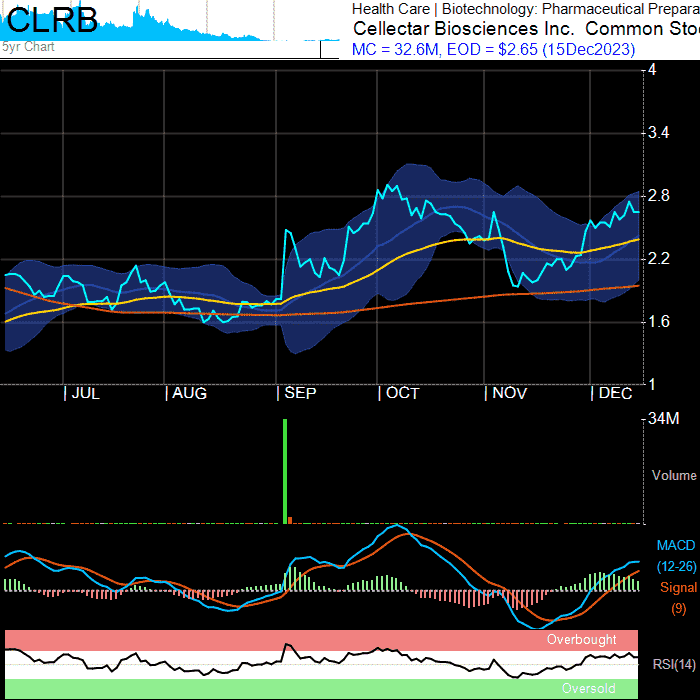 CLRB
5yr Chart
Health Care | Biotechnology: Pharmaceutical Prepara
Cellectar Biosciences Inc. Common Sto
MC = 32.6M, EOD = $2.65 (15Dec2023)
4
3.4
2.8
2.2
1.6
1
| JUL | AUG | SEP | OCT | NOV | DEC
34M
Volume
MACD
(12-26)
Signal
(9)
Overbought
RSI(14)
Oversold